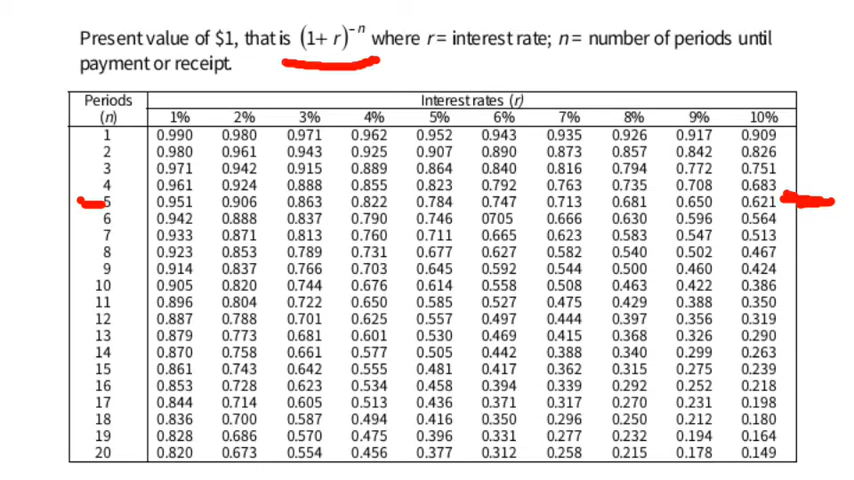 Present value of $1, that is (1+ r)⁻ⁿ where r= interest rate; n= number of periods until
payment or receipt.
Periods Interest rates (r)
(n) 1% 2% 3% 4% 5% 6% 7% 8% 9% 10%
1 0.990 0.980 0.971 0.962 0.952 0.943 0.935 0.926 0.917 0.909
2 0.980 0.961 0.943 0.925 0.907 0.890 0.873 0.857 0.842 0.826
3 0.971 0.942 0.915 0.889 0.864 0.840 0.816 0.794 0.772 0.751
4 0.961 0.924 0.888 0.855 0.823 0.792 0.763 0.735 0.708 0.683
5 0.951 0.906 0.863 0.822 0.784 0.747 0.713 0.681 0.650 0.621
6 0.942 0.888 0.837 0.790 0.746 0705 0.666 0.630 0.596 0.564
7 0.933 0.871 0.813 0.760 0.711 0.665 0.623 0.583 0.547 0.513
8 0.923 0.853 0.789 0.731 0.677 0.627 0.582 0.540 0.502 0.467
9 0.914 0.837 0.766 0.703 0.645 0.592 0.544 0.500 0.460 0.424
10 0.905 0.820 0.744 0.676 0.614 0.558 0.508 0.463 0.422 0.386
11 0.896 0.804 0.722 0.650 0.585 0.527 0.475 0.429 0.388 0.350
12 0.887 0.788 0.701 0.625 0.557 0.497 0.444 0.397 0.356 0.319
13 0.879 0.773 0.681 0.601 0.530 0.469 0.415 0.368 0.326 0.290
14 0.870 0.758 0.661 0.577 0.505 0.442 0.388 0.340 0.299 0.263
15 0.861 0.743 0.642 0.555 0.481 0.417 0.362 0.315 0.275 0.239
16 0.853 0.728 0.623 0.534 0.458 0.394 0.339 0.292 0.252 0.218
17 0.844 0.714 0.605 0.513 0.436 0.371 0.317 0.270 0.231 0.198
18 0.836 0.700 0.587 0.494 0.416 0.350 0.296 0.250 0.212 0.180
19 0.828 0.686 0.570 0.475 0.396 0.331 0.277 0.232 0.194 0.164
20 0.820 0.673 0.554 0.456 0.377 0.312 0.258 0.215 0.178 0.149